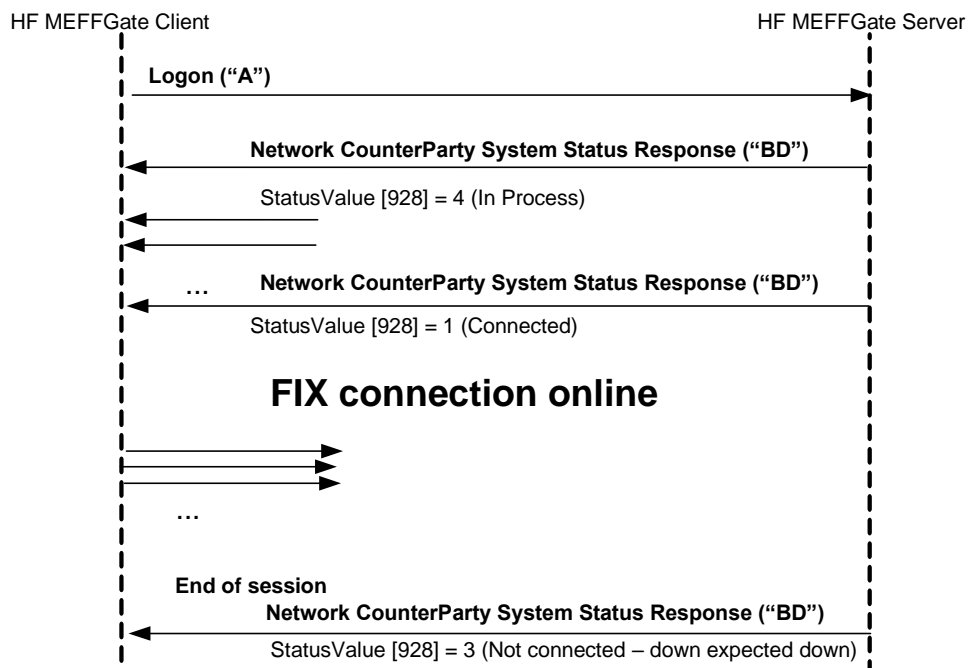 HF MEFFGate Client
HF MEFFGate Server
Logon (“A”)
Network CounterParty System Status Response (“BD”)
StatusValue [928] = 4 (In Process)
...
Network CounterParty System Status Response (“BD”)
StatusValue [928] = 1 (Connected)
FIX connection online
...
End of session
Network CounterParty System Status Response (“BD”)
StatusValue [928] = 3 (Not connected – down expected down)